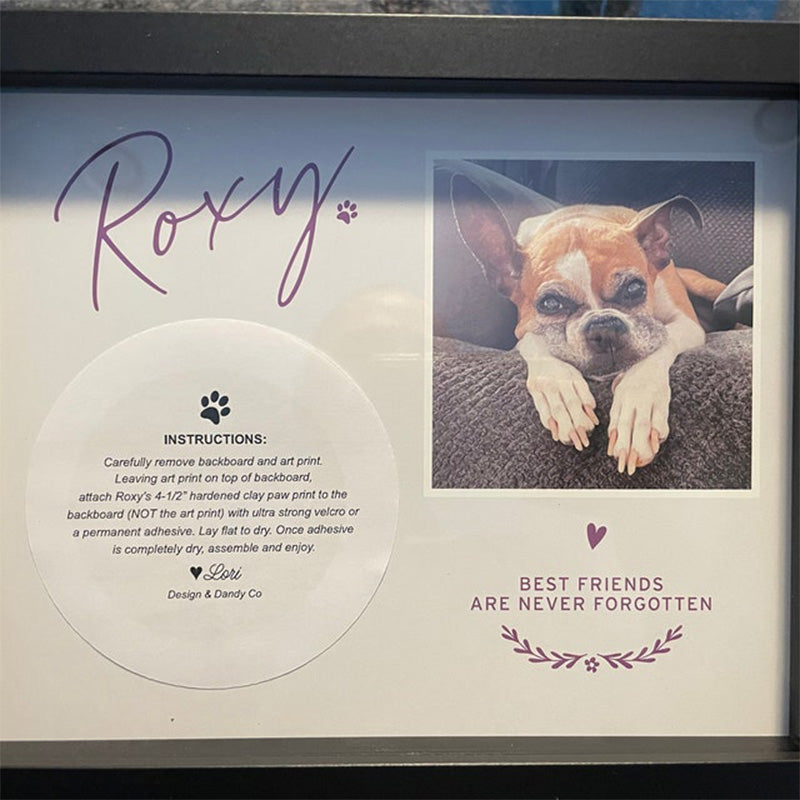 Roxy
INSTRUCTIONS:
Carefully remove backboard and art print.
Leaving art print on top of backboard,
attach Roxy's 4-1/2" hardened clay paw print to the
backboard (NOT the art print) with ultra strong velcro or
a permanent adhesive. Lay flat to dry. Once adhesive
is completely dry, assemble and enjoy.
♥Lori
Design & Dandy Co
BEST FRIENDS
ARE NEVER FORGOTTEN